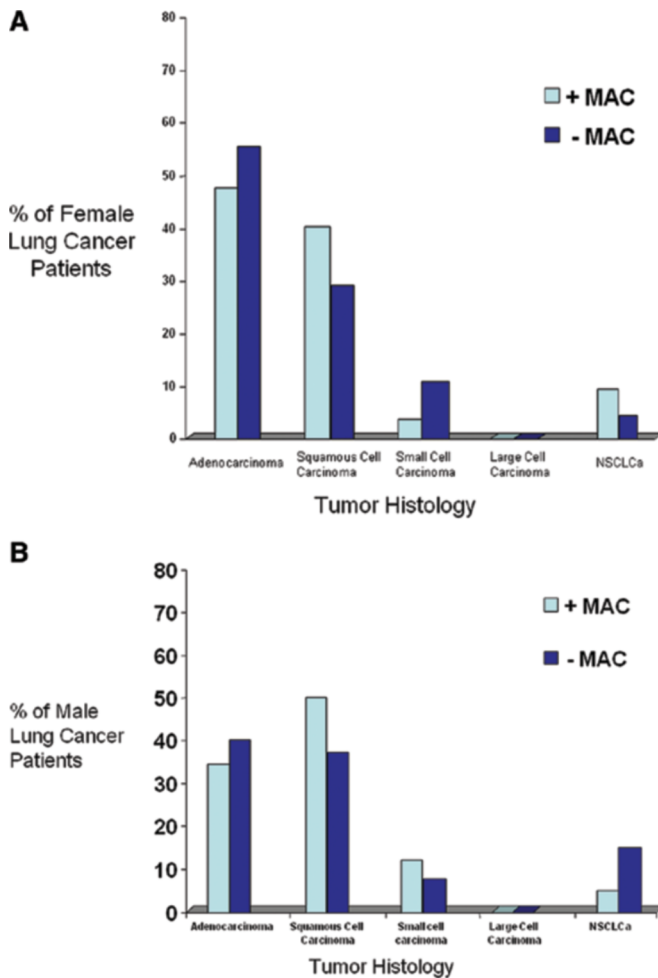 A
80
70
60
50
40
30
20
10
0
% of Female
Lung Cancer
Patients
+ MAC
- MAC
Adenocarcinoma
Squamous Cell
Carcinoma
Small Cell
Carcinoma
Large Cell
Carcinoma
NSCLCa
Tumor Histology
B
80
70
60
50
40
30
20
10
0
% of Male
Lung Cancer
Patients
+ MAC
- MAC
Adenocarcinoma
Squamous Cell
Carcinoma
Small cell
carcinoma
Large Cell
Carcinoma
NSCLCa
Tumor Histology